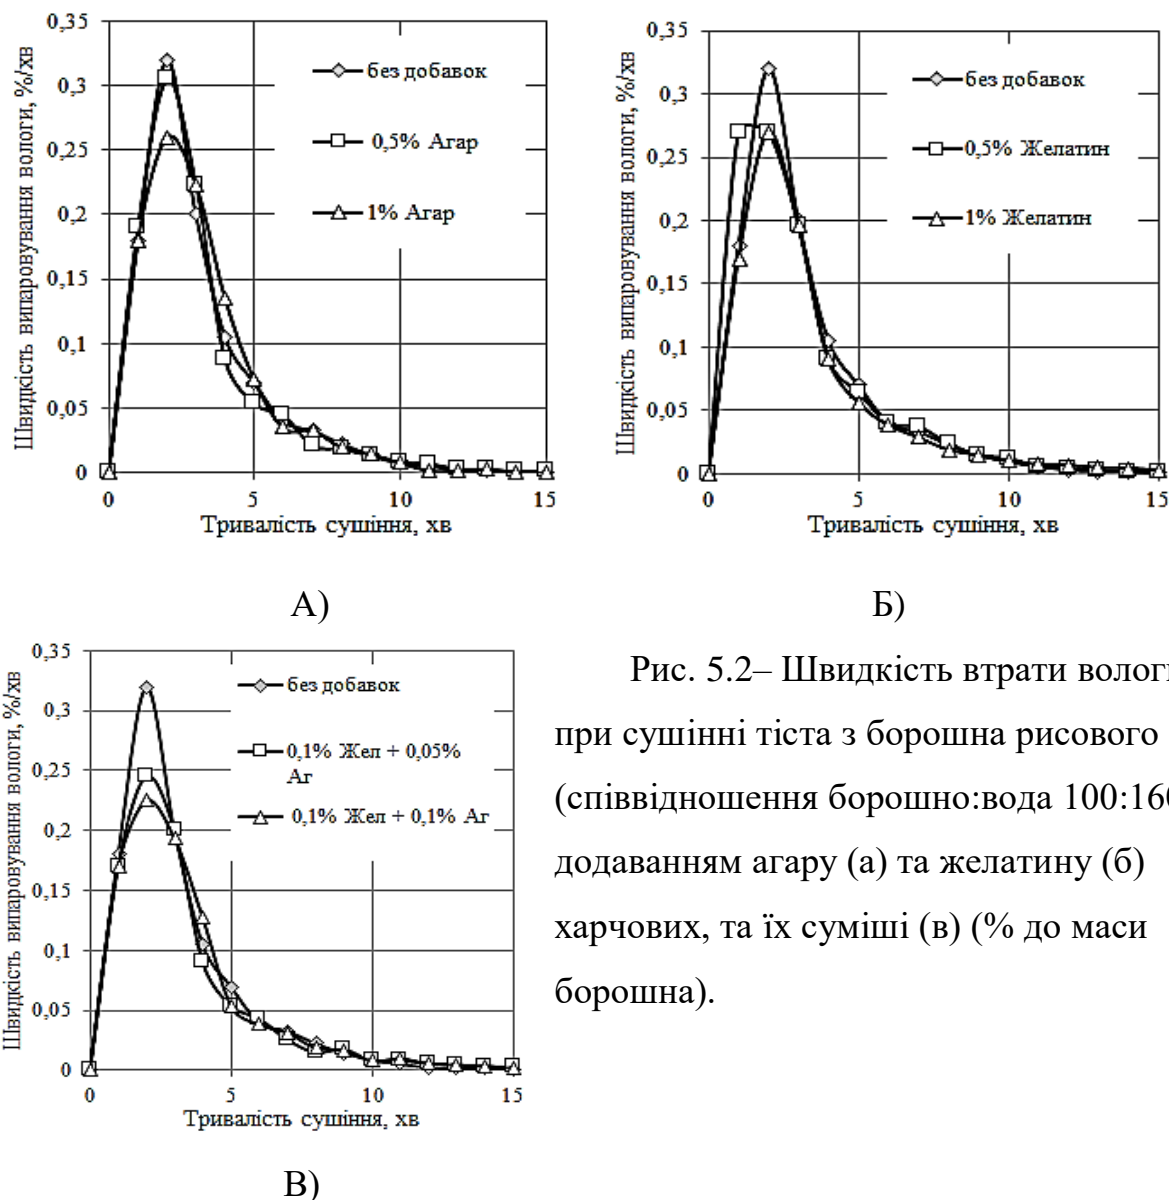 Швидкість випаровування вологи, %/хв
0,35
0,3
0,25
0,2
0,15
0,1
0,05
0
без добавок
0,5% Агар
1% Агар
0 5 10 15
Тривалість сушіння, хв
А)
Швидкість випаровування вологи, %/хв
0,35
0,3
0,25
0,2
0,15
0,1
0,05
0
без добавок
0,5% Желатин
1% Желатин
0 5 10 15
Тривалість сушіння, хв
Б)
Швидкість випаровування вологи, %/хв
0,35
0,3
0,25
0,2
0,15
0,1
0,05
0
без добавок
0,1% Жел + 0,05%
Аг
0,1% Жел + 0,1% Аг
0 5 10 15
Тривалість сушіння, хв
В)
Рис. 5.2– Швидкість втрати вологи
при сушінні тіста з борошна рисового
(співвідношення борошно:вода 100:160
додаванням агару (а) та желатину (б)
харчових, та їх суміші (в) (% до маси
борошна).